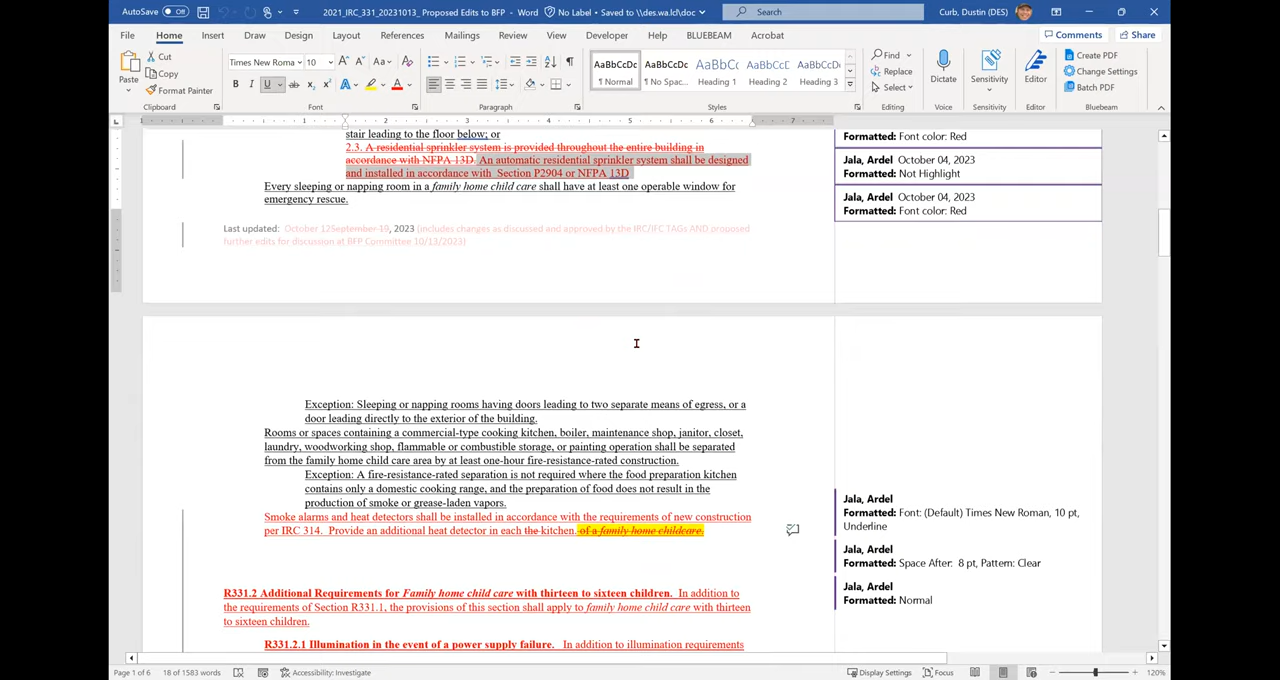 AutoSave Off 2021_IRC_331_20231013_ Proposed Edits to BFP - Word No Label • Saved to \\des.wa.lcl\doc Search Curb, Dustin (DES)
File Home Insert Draw Design Layout References Mailings Review View Developer Help BLUEBEAM Acrobat Comments Share
Paste Cut Copy Format Painter
Times New Roma 10 Aa
AaBbCcDc AaBbCcDc AaBbCc AaBbCcD AaBbCcDc
¶ Normal ¶ No Spac... Heading 1 Heading 2 Heading 3
Find Replace Select Dictate Sensitivity Editor
Create PDF Change Settings Batch PDF
Clipboard Font Paragraph Styles Editing Voice Sensitivity Editor Bluebeam
1 1 2 3 4 5 6 7
stair leading to the floor below; or
2.3. A residential sprinkler system is provided throughout the entire building in
accordance with NFPA 13D. An automatic residential sprinkler system shall be designed
and installed in accordance with Section P2904 or NFPA 13D
Every sleeping or napping room in a family home child care shall have at least one operable window for
emergency rescue.
Last updated: October 12September 19, 2023 (includes changes as discussed and approved by the IRC/IFC TAGs AND proposed
further edits for discussion at BFP Committee 10/13/2023)
Formatted: Font color: Red
Jala, Ardel October 04, 2023
Formatted: Not Highlight
Jala, Ardel October 04, 2023
Formatted: Font color: Red
Exception: Sleeping or napping rooms having doors leading to two separate means of egress, or a
door leading directly to the exterior of the building.
Rooms or spaces containing a commercial-type cooking kitchen, boiler, maintenance shop, janitor, closet,
laundry, woodworking shop, flammable or combustible storage, or painting operation shall be separated
from the family home child care area by at least one-hour fire-resistance-rated construction.
Exception: A fire-resistance-rated separation is not required where the food preparation kitchen
contains only a domestic cooking range, and the preparation of food does not result in the
production of smoke or grease-laden vapors.
Smoke alarms and heat detectors shall be installed in accordance with the requirements of new construction
per IRC 314. Provide an additional heat detector in each the kitchen. of a family home childcare.
Jala, Ardel
Formatted: Font: (Default) Times New Roman, 10 pt,
Underline
Jala, Ardel
Formatted: Space After: 8 pt, Pattern: Clear
Jala, Ardel
Formatted: Normal
R331.2 Additional Requirements for Family home child care with thirteen to sixteen children. In addition to
the requirements of Section R331.1, the provisions of this section shall apply to family home child care with thirteen
to sixteen children.
R331.2.1 Illumination in the event of a power supply failure. In addition to illumination requirements
Page 1 of 6 18 of 1583 words Accessibility: Investigate Display Settings Focus 120%